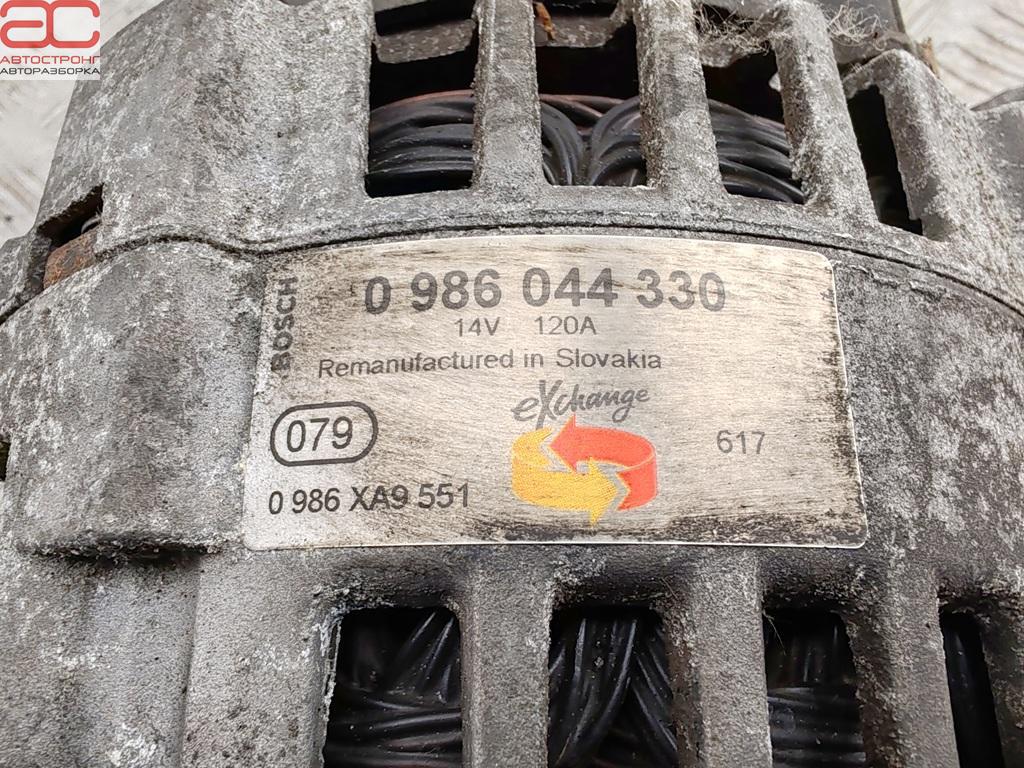 АС
АВТОСТРОНГ
АВТОРАЗБОРКА
BOSCH
0 986 044 330
14V 120A
Remanufactured in Slovakia
eXchange
079
617
0 986 XA9 551